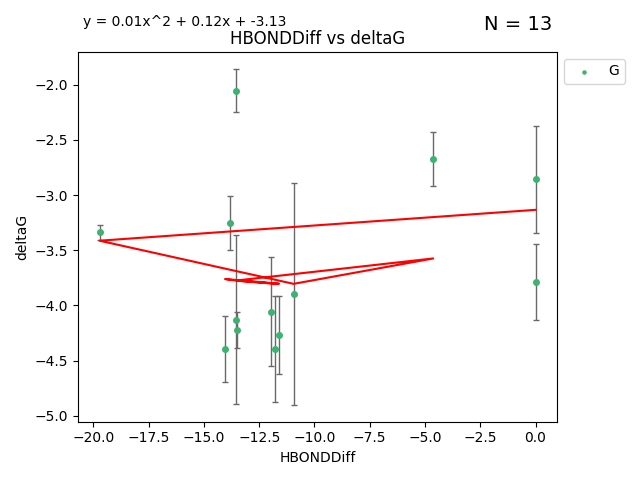 y = 0.01x^2 + 0.12x + -3.13
N = 13
HBONDDiff vs deltaG
G
deltaG
−2.0
−2.5
−3.0
−3.5
−4.0
−4.5
−5.0
−20.0 −17.5 −15.0 −12.5 −10.0 −7.5 −5.0 −2.5 0.0
HBONDDiff